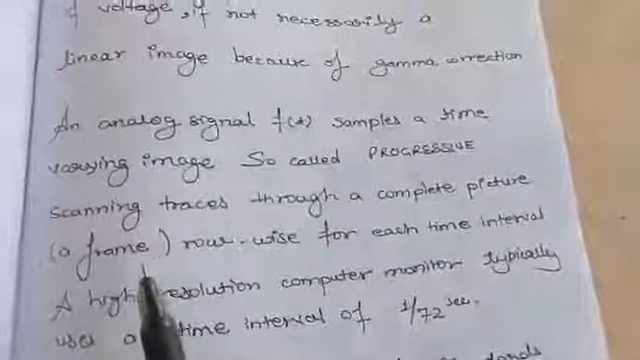 of voltage, if not necessarily a
linear image because of gamma correction
An analog signal f(t) samples a time
varying image So called PROGRESSIVE
scanning traces through a complete picture
(a frame) row-wise for each time interval
A high resolution computer monitor typically
uses a time interval of 1/72 sec.